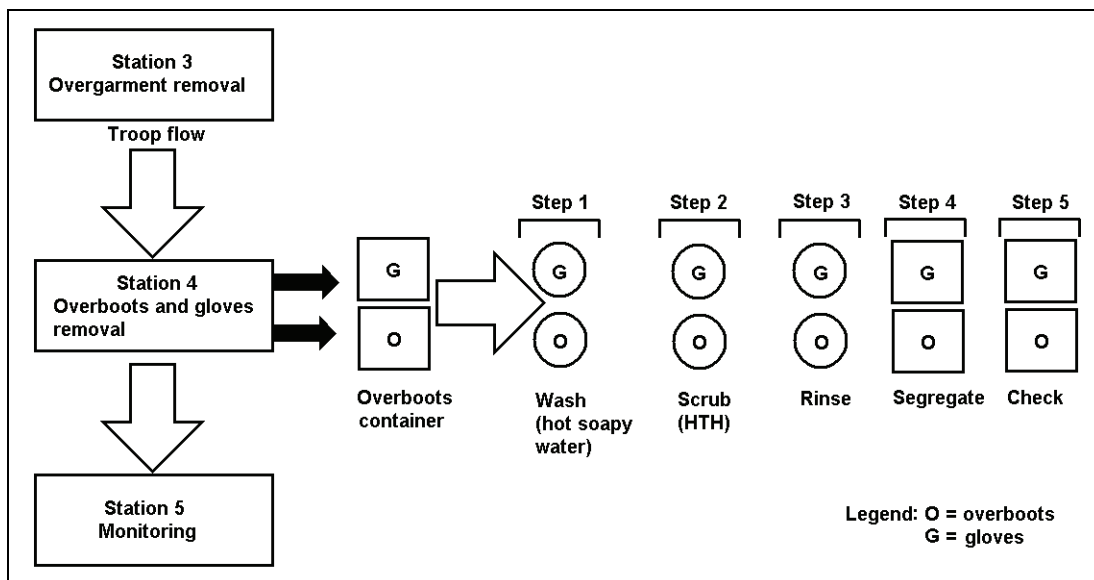 Station 3
Overgarment removal
Troop flow
Station 4
Overboots and gloves
removal
Station 5
Monitoring
G
O
Overboots
container
Step 1
G
O
Wash
(hot soapy
water)
Step 2
G
O
Scrub
(HTH)
Step 3
G
O
Rinse
Step 4
G
O
Segregate
Step 5
G
O
Check
Legend: O = overboots
G = gloves